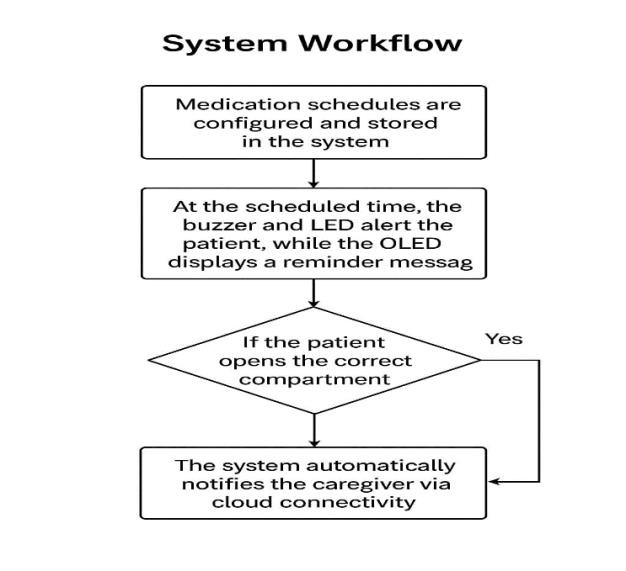 System Workflow
Medication schedules are
configured and stored
in the system
At the scheduled time, the
buzzer and LED alert the
patient, while the OLED
displays a reminder messag
If the patient
opens the correct
compartment
Yes
The system automatically
notifies the caregiver via
cloud connectivity